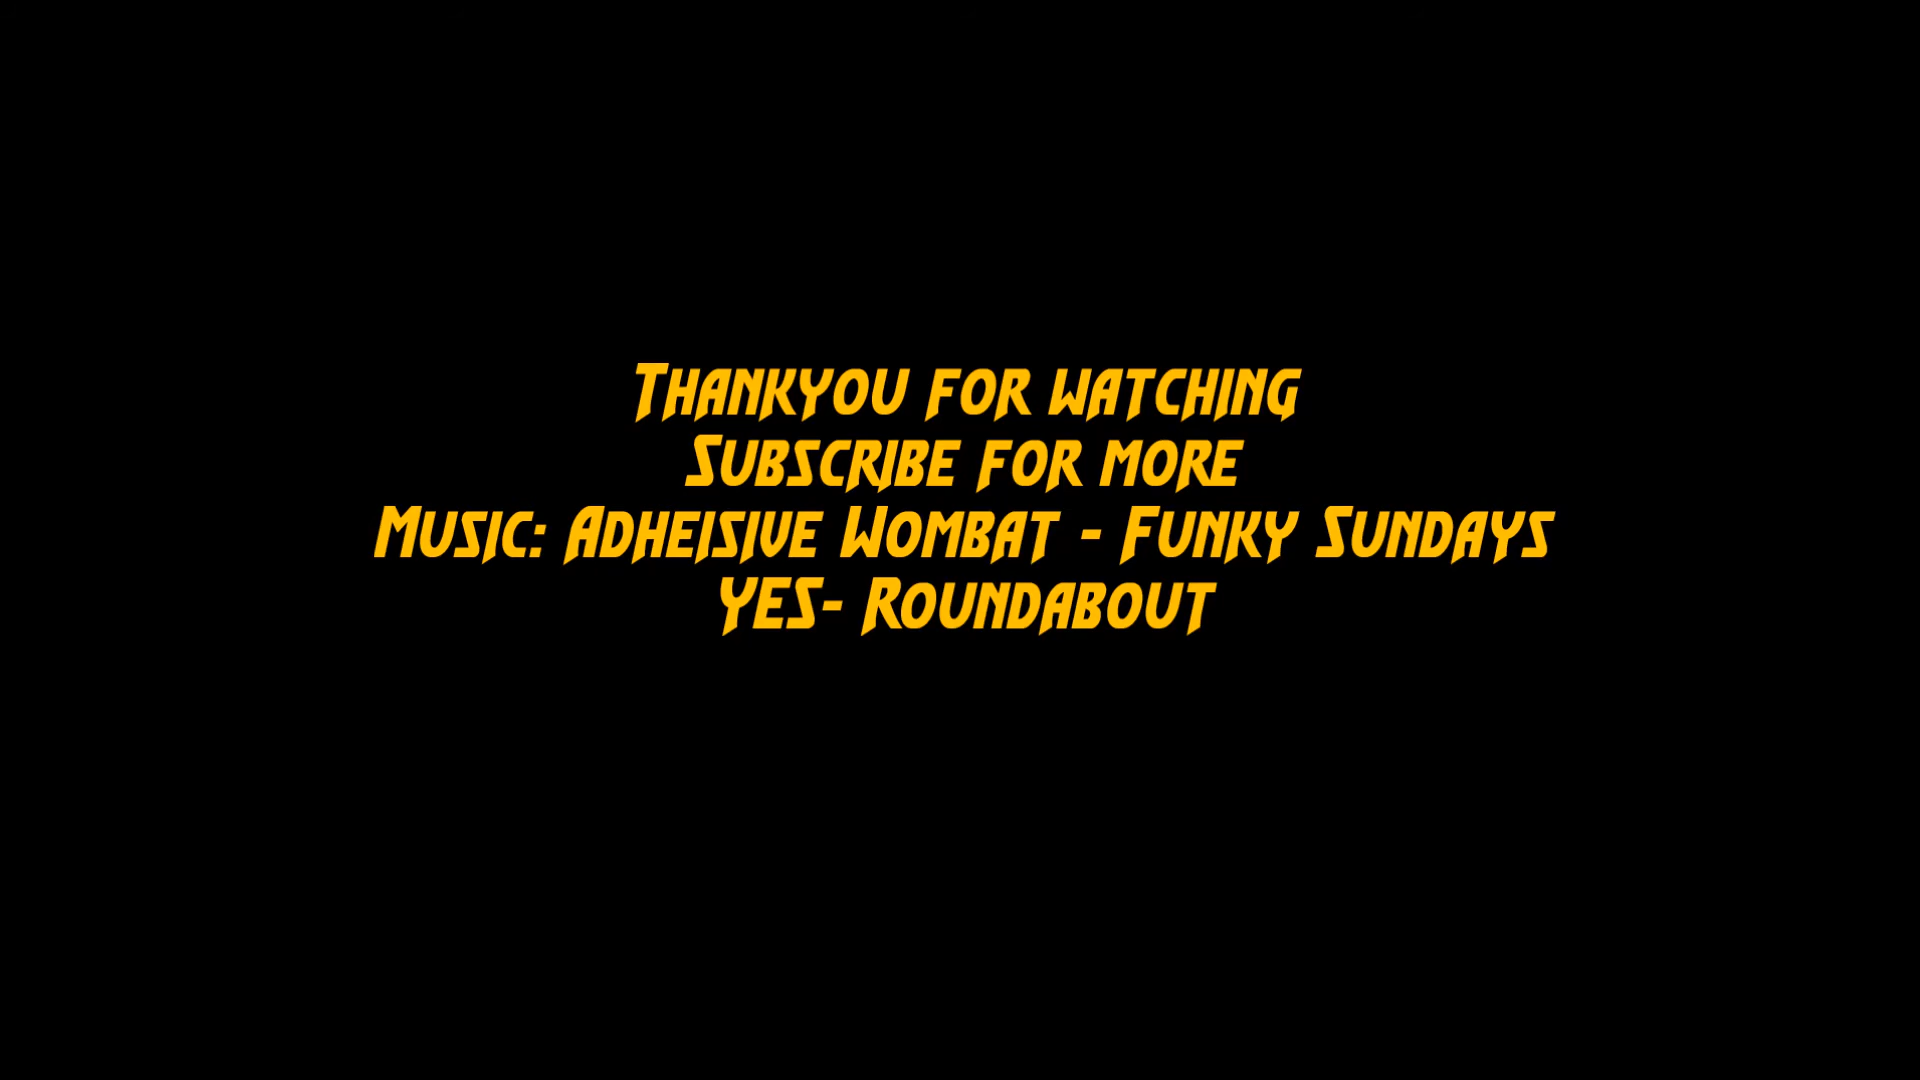 Thankyou for watching
Subscribe for more
Music: Adheisive Wombat - Funky Sundays
YES- Roundabout